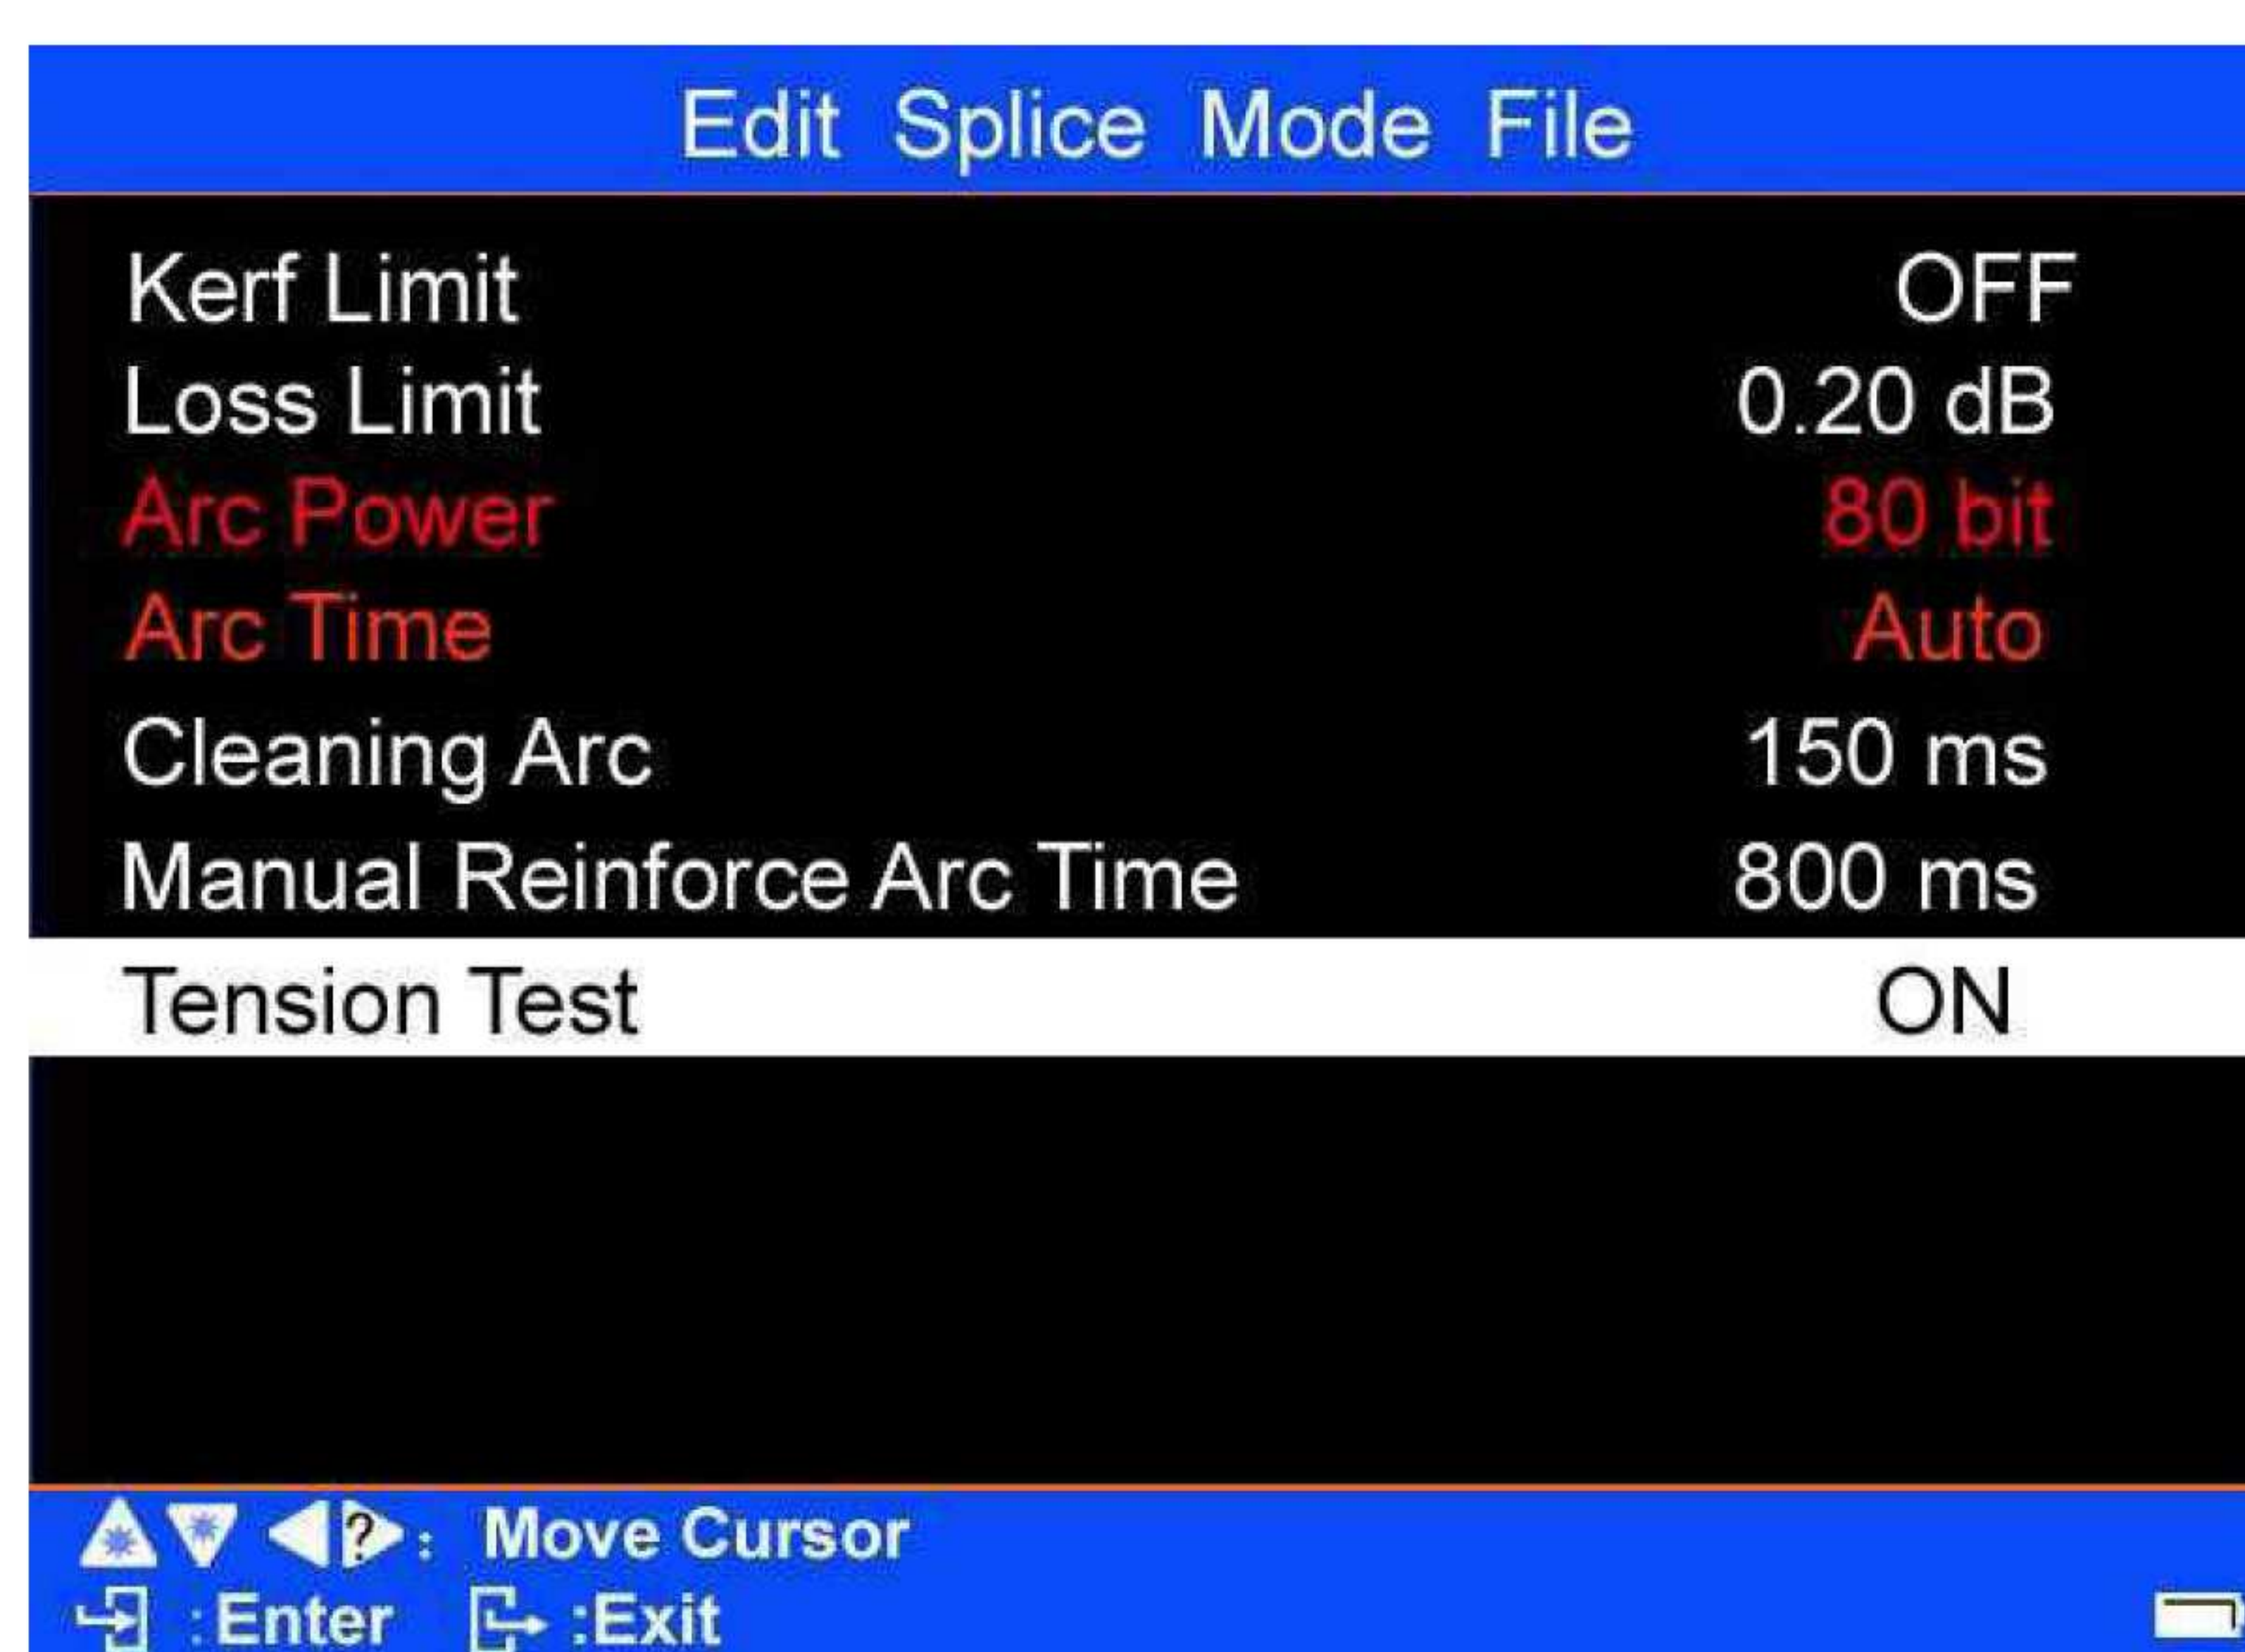 Edit Splice Mode File
Kerf Limit OFF
Loss Limit 0.20 dB
Arc Power 80 bit
Arc Time Auto
Cleaning Arc 150 ms
Manual Reinforce Arc Time 800 ms
Tension Test ON
?: Move Cursor
:Enter :Exit